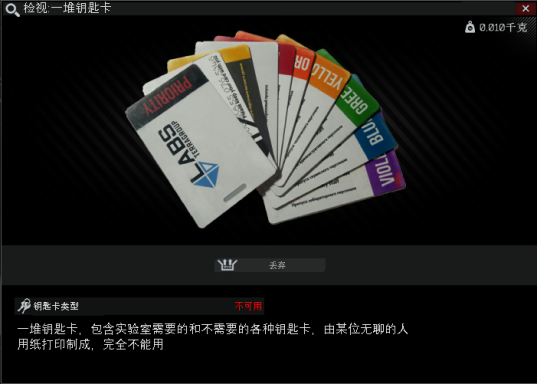 检视:一堆钥匙卡
0.010千克
PRIORITY
LABS
TERRAGROUP
OR
YELLO
GREE
BLU
VIOL
丢弃
钥匙卡类型
不可用
一堆钥匙卡，包含实验室需要的和不需要的各种钥匙卡，由某位无聊的人
用纸打印制成，完全不能用